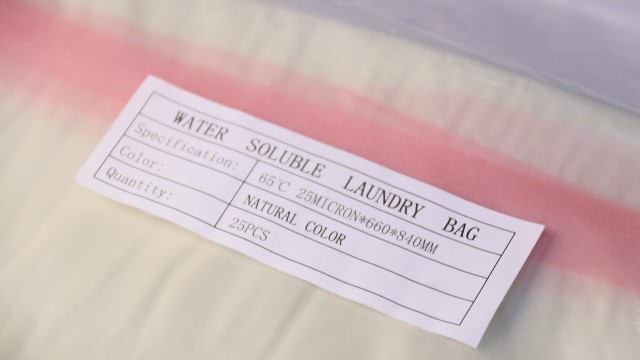 WATER SOLUBLE LAUNDRY BAG
Specification: 65℃ 25MICRON*660*840MM
Color: NATURAL COLOR
Quantity: 25PCS